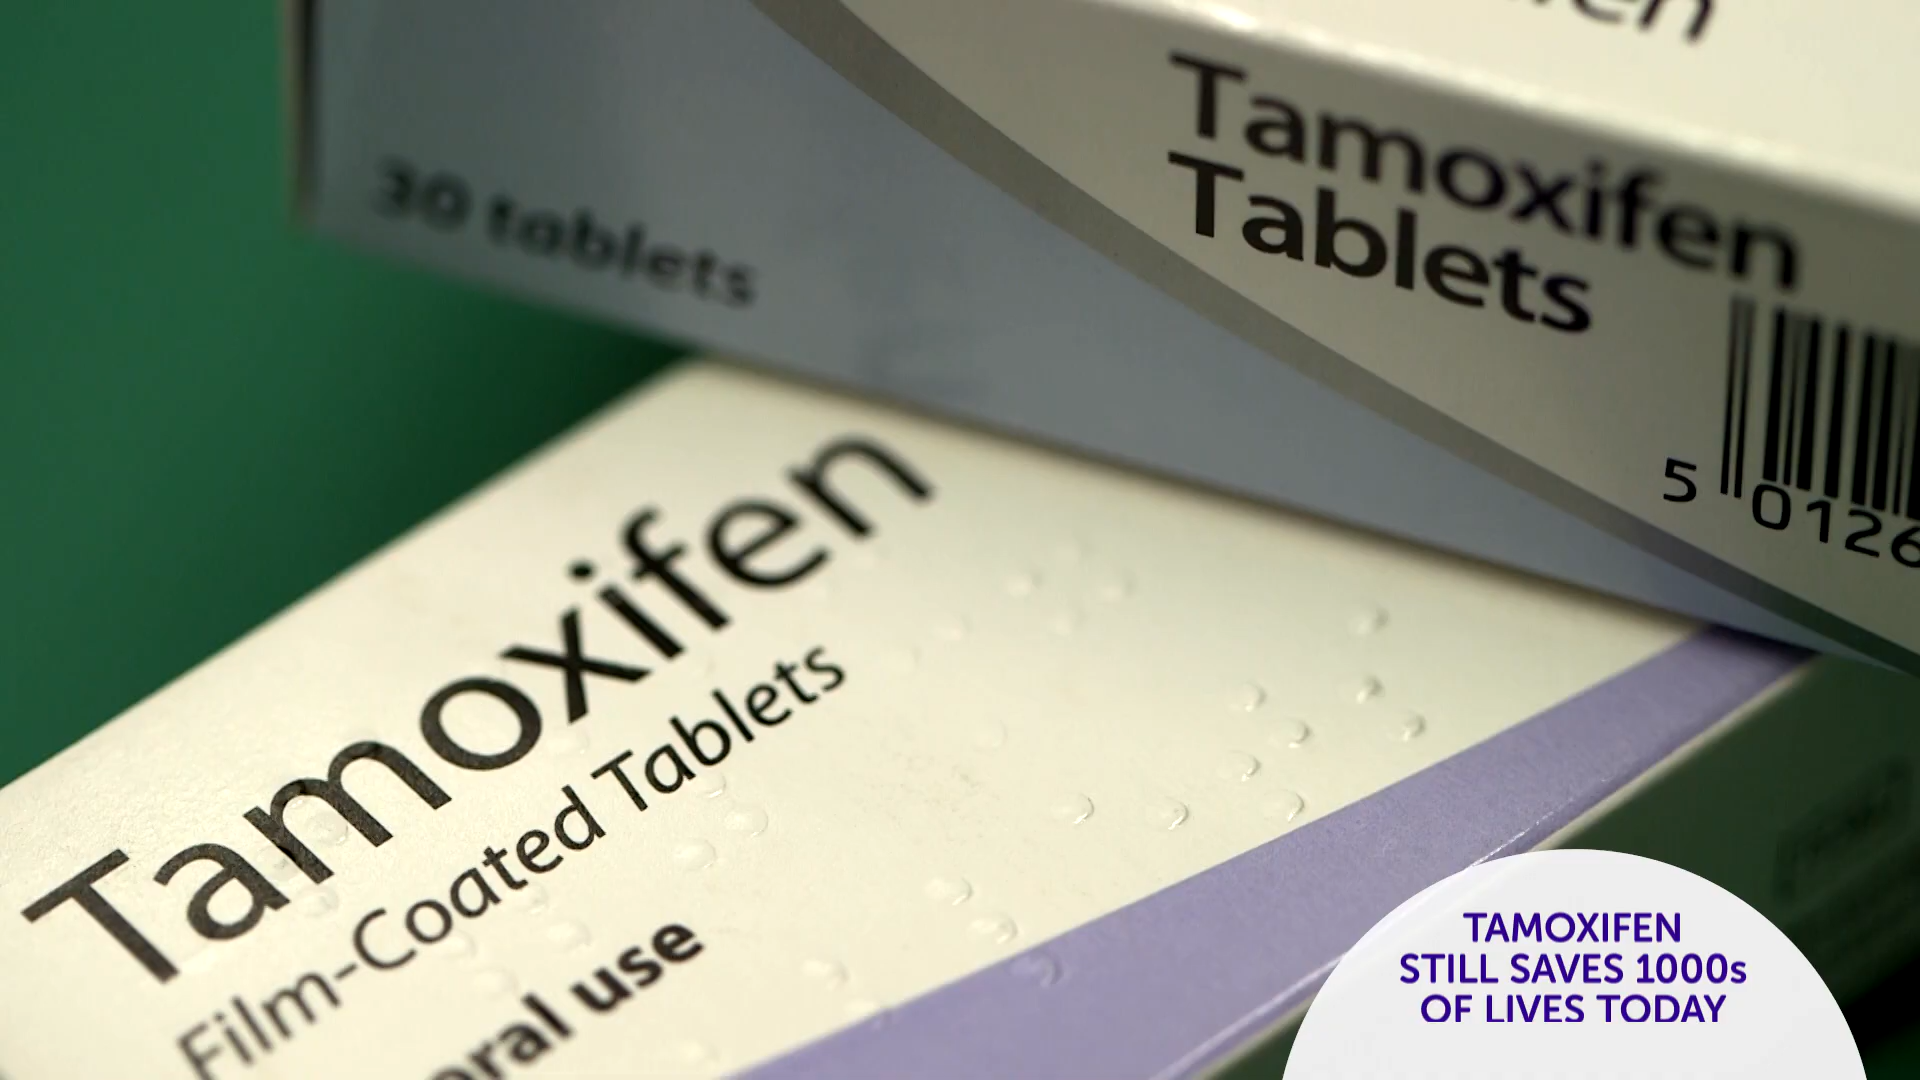 Tamoxifen
Tablets
30 tablets
5 0126
Tamoxifen
Film-Coated Tablets
oral use
TAMOXIFEN
STILL SAVES 1000s
OF LIVES TODAY